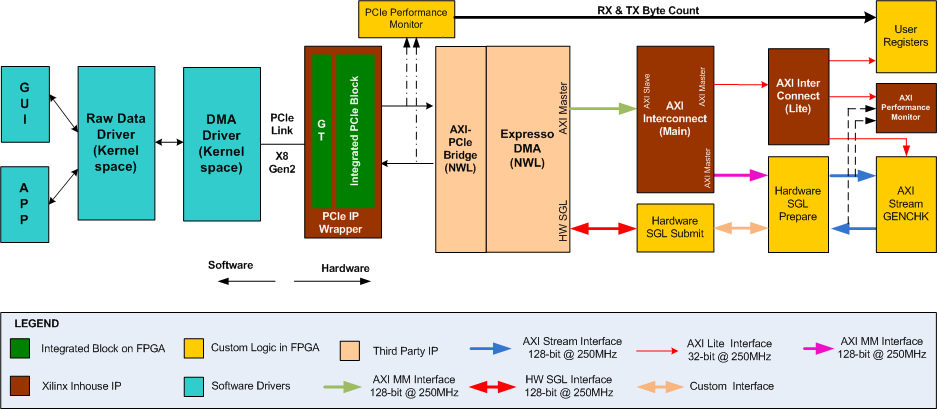 PCIe Performance
Monitor
RX & TX Byte Count
User
Registers
G
U
I
A
P
P
Raw Data
Driver
(Kernel
space)
DMA
Driver
(Kernel
space)
PCIe
Link
X8
Gen2
G
T
Integrated PCIe Block
PCIe IP
Wrapper
AXI-
PCIe
Bridge
(NWL)
Expresso
DMA
(NWL)
AXI Master
HW SGL
AXI Slave
AXI Master
AXI
Interconnect
(Main)
AXI Master
AXI Inter
Connect
(Lite)
AXI
Performance
Monitor
Hardware
SGL Submit
Hardware
SGL
Prepare
AXI
Stream
GENCHK
Software
Hardware
LEGEND
Integrated Block on FPGA
Custom Logic in FPGA
Third Party IP
AXI Stream Interface
128-bit @ 250MHz
AXI Lite Interface
32-bit @ 250MHz
AXI MM Interface
128-bit @ 250MHz
Xilinx Inhouse IP
Software Drivers
AXI MM Interface
128-bit @ 250MHz
HW SGL Interface
128-bit @ 250MHz
Custom Interface